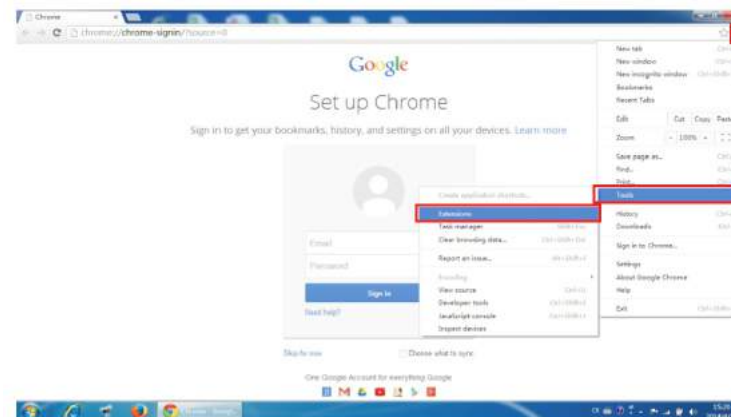 Chrome
chrome://chrome-signin/?source=0
Google
Set up Chrome
Sign in to get your bookmarks, history, and settings on all your devices. Learn more
Email
Password
Sign in
Need help?
Skip for now
Choose what to sync
One Google Account for everything Google
New tab
New window
New incognito window
Bookmarks
Recent Tabs
Edit Cut Copy Paste
Zoom - 100% +
Save page as...
Find...
Print...
Tools
History
Downloads
Sign in to Chrome...
Settings
About Google Chrome
Help
Exit
Create application shortcuts...
Extensions
Task manager
Clear browsing data...
Report an issue...
Encoding
View source
Developer tools
JavaScript console
Inspect devices